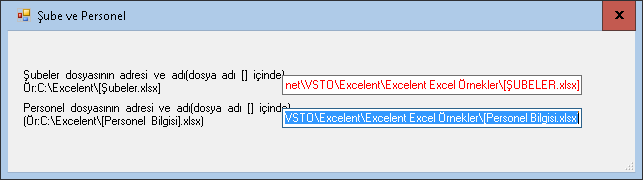 Şube ve Personel
x
Şubeler dosyasının adresi ve adı(dosya adı [] içinde)
Ör:C:\Excelent\[Şubeler.xlsx]
net\VSTO\Excelent\Excelent Excel Örnekler\[ŞUBELER.xlsx]
Personel dosyasının adresi ve adı(dosya adı [] içinde)
(Ör:C:\Excelent\[Personel Bilgisi].xlsx)
VSTO\Excelent\Excelent Excel Örnekler\[Personel Bilgisi.xlsx